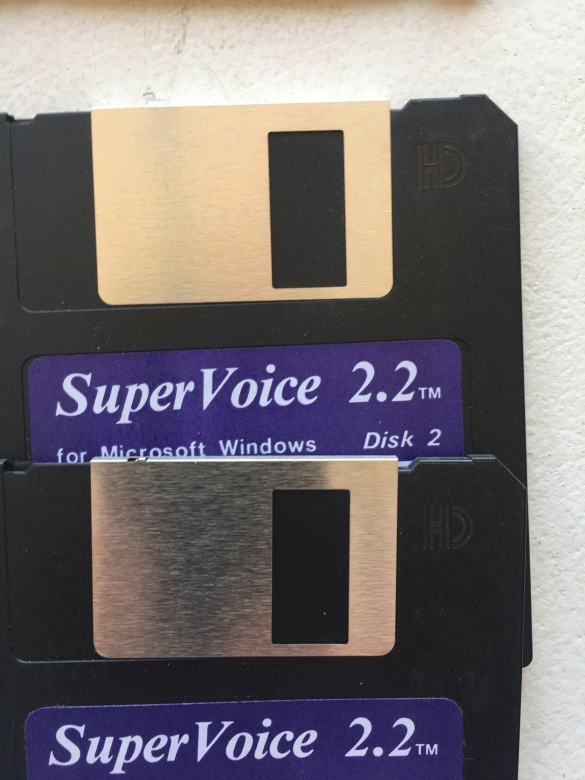 HD
SuperVoice 2.2™
for Microsoft Windows Disk 2
HD
SuperVoice 2.2™